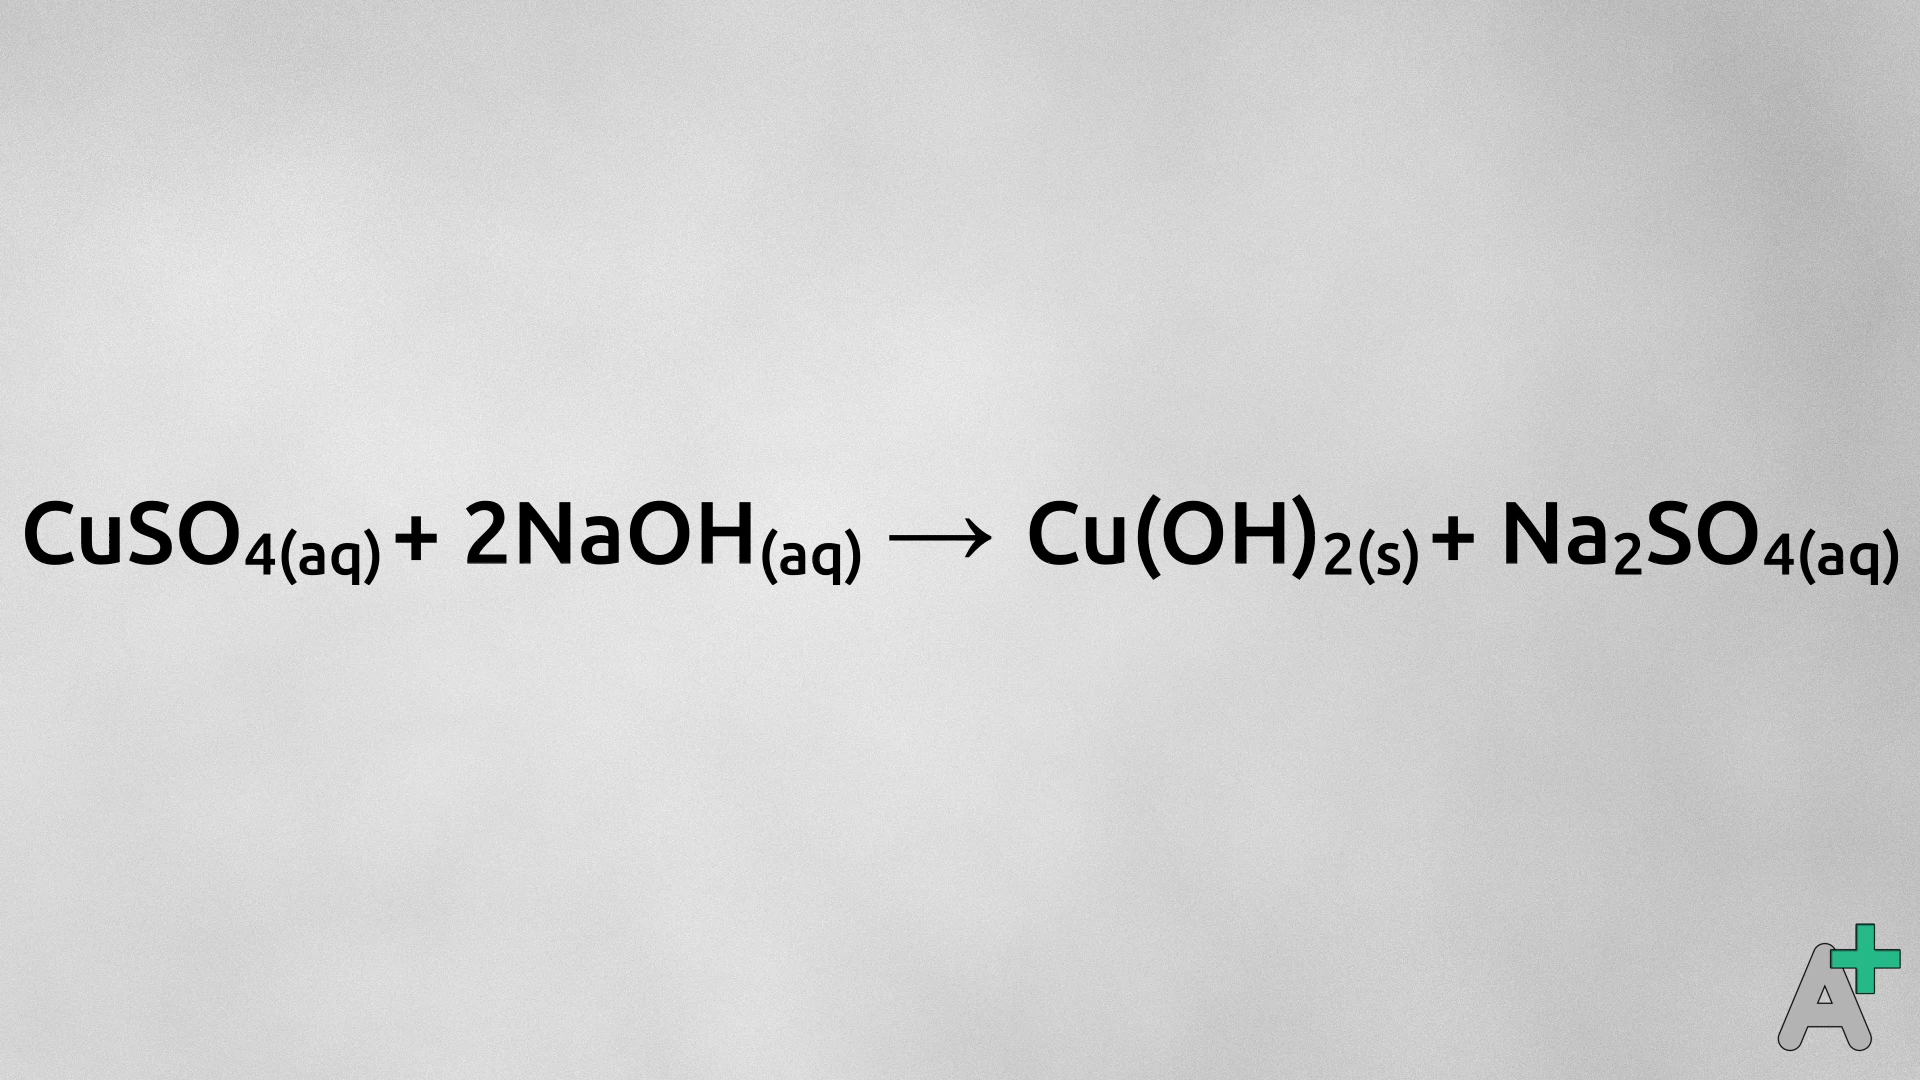 CuSO₄(aq) + 2NaOH(aq) → Cu(OH)₂(s) + Na₂SO₄(aq)
A+